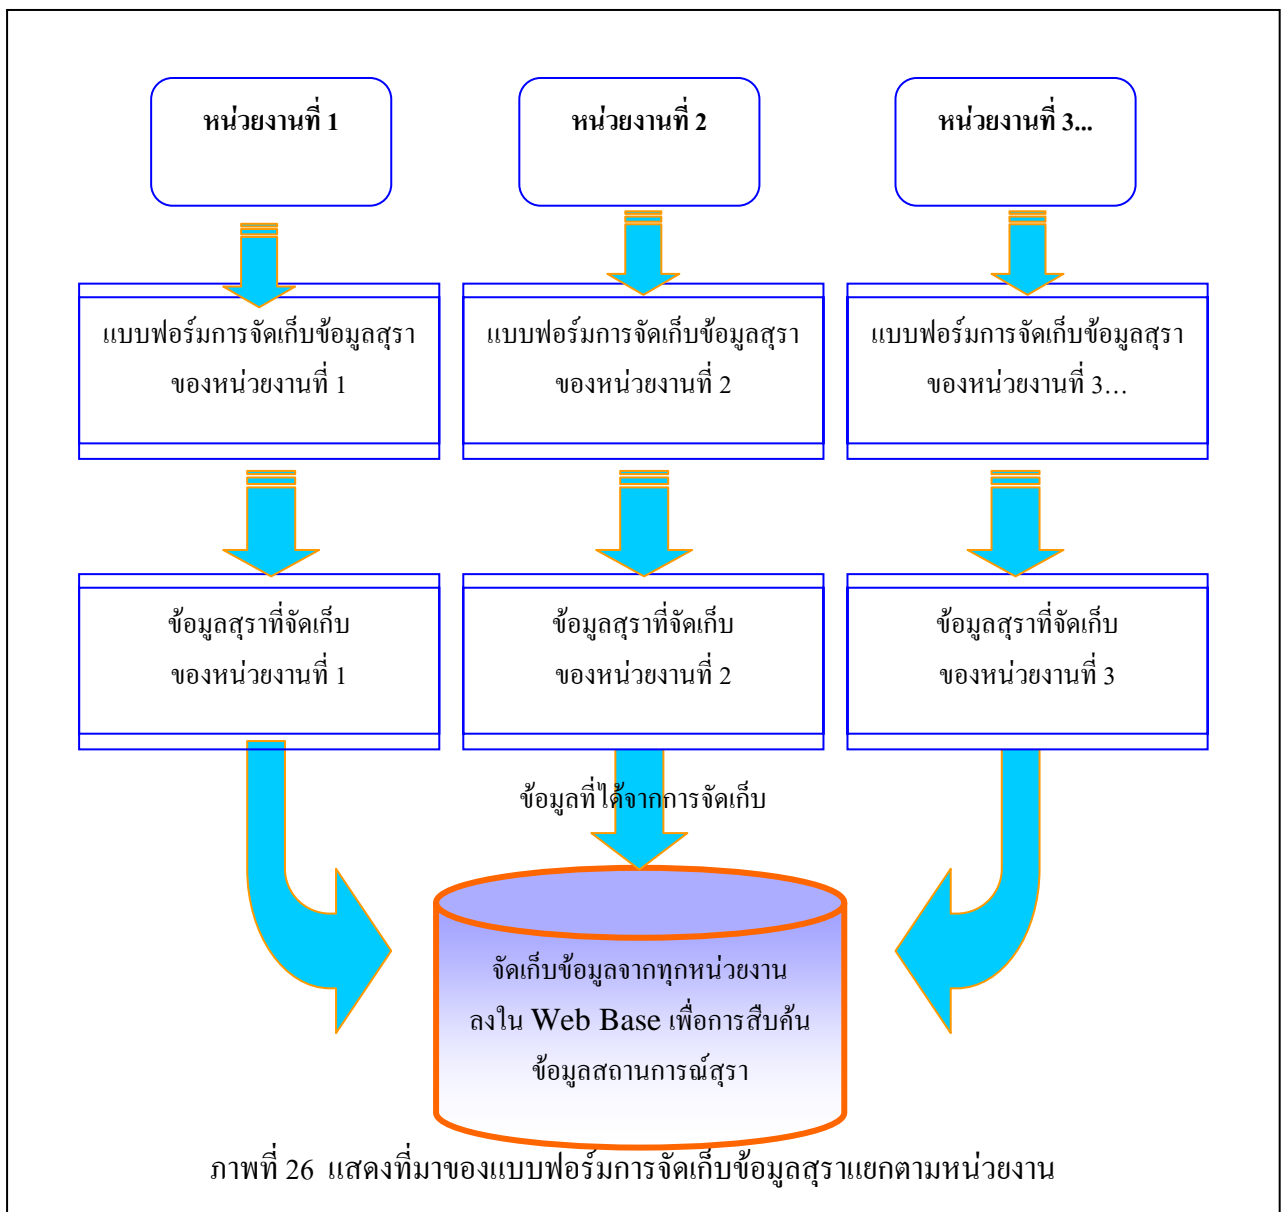 หน่วยงานที่ 1
หน่วยงานที่ 2
หน่วยงานที่ 3...
แบบฟอร์มการจัดเก็บข้อมูลสุรา
ของหน่วยงานที่ 1
แบบฟอร์มการจัดเก็บข้อมูลสุรา
ของหน่วยงานที่ 2
แบบฟอร์มการจัดเก็บข้อมูลสุรา
ของหน่วยงานที่ 3…
ข้อมูลสุราที่จัดเก็บ
ของหน่วยงานที่ 1
ข้อมูลสุราที่จัดเก็บ
ของหน่วยงานที่ 2
ข้อมูลสุราที่จัดเก็บ
ของหน่วยงานที่ 3
ข้อมูลที่ได้จากการจัดเก็บ
จัดเก็บข้อมูลจากทุกหน่วยงาน
ลงใน Web Base เพื่อการสืบค้น
ข้อมูลสถานการณ์สุรา
ภาพที่ 26 แสดงที่มาของแบบฟอร์มการจัดเก็บข้อมูลสุราแยกตามหน่วยงาน